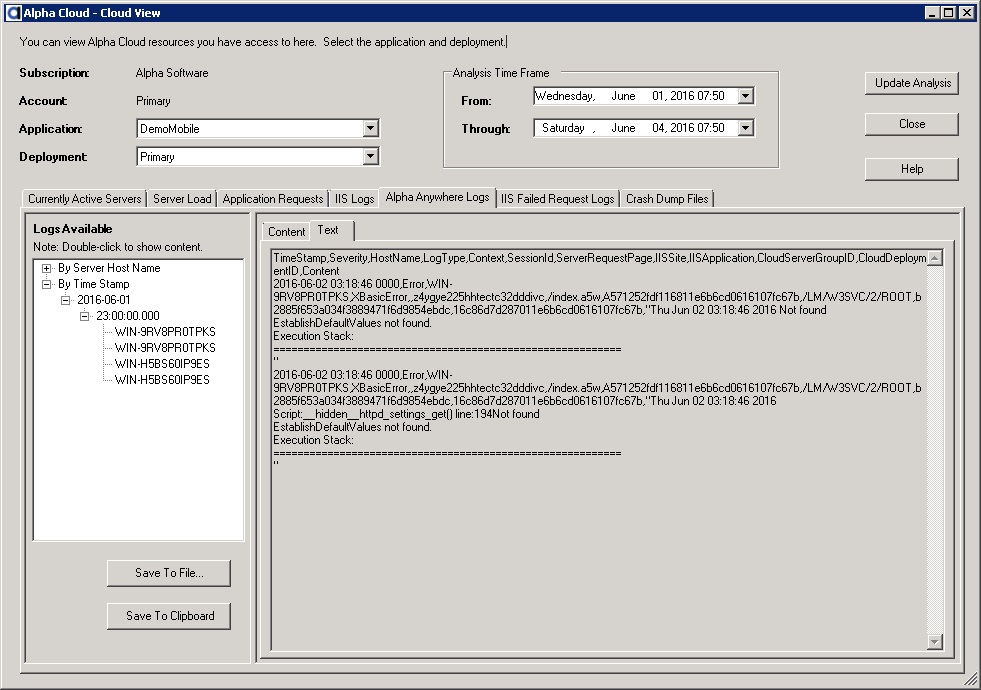 Alpha Cloud - Cloud View
You can view Alpha Cloud resources you have access to here.  Select the application and deployment.
Subscription: Alpha Software
Account: Primary
Application: DemoMobile
Deployment: Primary
Analysis Time Frame
From: Wednesday, June 01, 2016 07:50
Through: Saturday , June 04, 2016 07:50
Update Analysis
Close
Help
Currently Active Servers Server Load Application Requests IIS Logs Alpha Anywhere Logs IIS Failed Request Logs Crash Dump Files
Logs Available
Note: Double-click to show content.
By Server Host Name
By Time Stamp
2016-06-01
23:00:00.000
WIN-9RV8PR0TPKS
WIN-9RV8PR0TPKS
WIN-H5BS60IP9ES
WIN-H5BS60IP9ES
Save To File...
Save To Clipboard
Content Text
TimeStamp,Severity,HostName,LogType,Context,SessionId,ServerRequestPage,IISSite,IISApplication,CloudServerGroupID,CloudDeploym
entID,Content
2016-06-02 03:18:46 0000,Error,WIN-
9RV8PR0TPKS,XBasicError,,z4ygye225hhtectc32dddivc,/index.a5w,A571252fdf116811e6b6cd0616107fc67b,/LM/W3SVC/2/ROOT,b
2885f653a034f3889471f6d9854ebdc,16c86d7d287011e6b6cd0616107fc67b,"Thu Jun 02 03:18:46 2016 Not found
EstablishDefaultValues not found.
Execution Stack:
==========================================================
"
2016-06-02 03:18:46 0000,Error,WIN-
9RV8PR0TPKS,XBasicError,,z4ygye225hhtectc32dddivc,/index.a5w,A571252fdf116811e6b6cd0616107fc67b,/LM/W3SVC/2/ROOT,b
2885f653a034f3889471f6d9854ebdc,16c86d7d287011e6b6cd0616107fc67b,"Thu Jun 02 03:18:46 2016
Script:__hidden__httpd_settings_get() line:194Not found
EstablishDefaultValues not found.
Execution Stack:
==========================================================
"